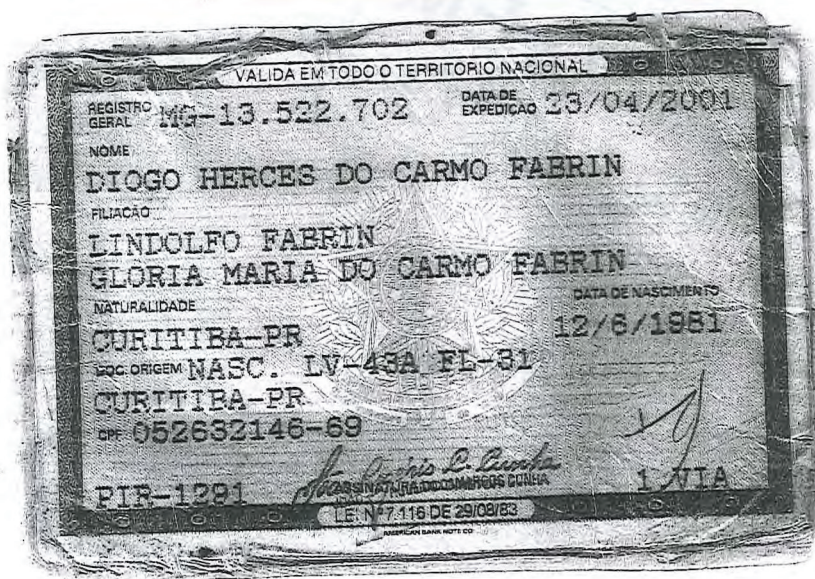 VALIDA EM TODO O TERRITORIO NACIONAL
REGISTRO GERAL MG-13.522.702 DATA DE EXPEDICAO 23/04/2001
NOME
DIOGO HERCES DO CARMO FABRIN
FILIACAO
LINDOLFO FABRIN
GLORIA MARIA DO CARMO FABRIN
NATURALIDADE DATA DE NASCIMENTO
CURITIBA-PR 12/6/1981
DOC. ORIGEM NASC. LV-43A FL-31
CURITIBA-PR
CPF 052632146-69
PIR-1291 1 VIA
LEI Nº 7.116 DE 29/08/83
AMERICAN BANK NOTE CO